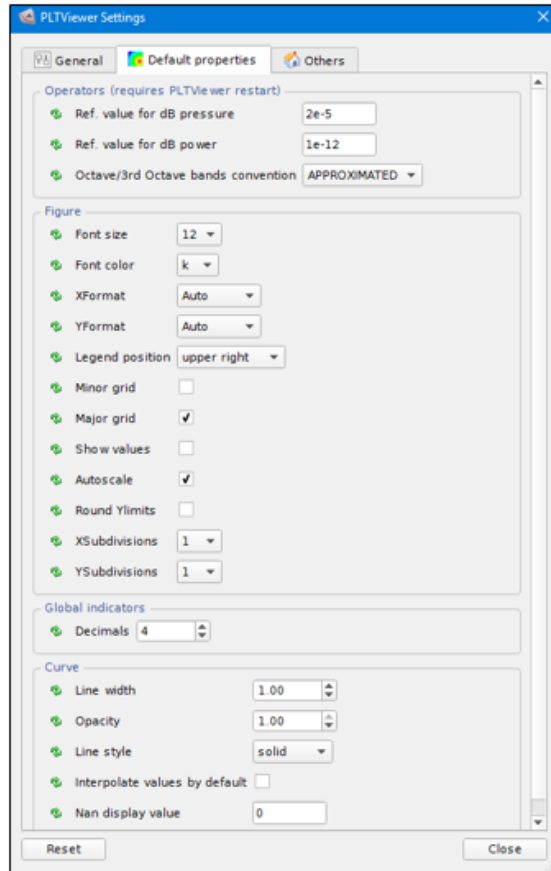 PLTViewer Settings
General Default properties Others
Operators (requires PLTViewer restart)
Ref. value for dB pressure 2e-5
Ref. value for dB power 1e-12
Octave/3rd Octave bands convention APPROXIMATED
Figure
Font size 12
Font color k
XFormat Auto
YFormat Auto
Legend position upper right
Minor grid
Major grid
Show values
Autoscale
Round Ylimits
XSubdivisions 1
YSubdivisions 1
Global indicators
Decimals 4
Curve
Line width 1.00
Opacity 1.00
Line style solid
Interpolate values by default
Nan display value 0
Reset Close